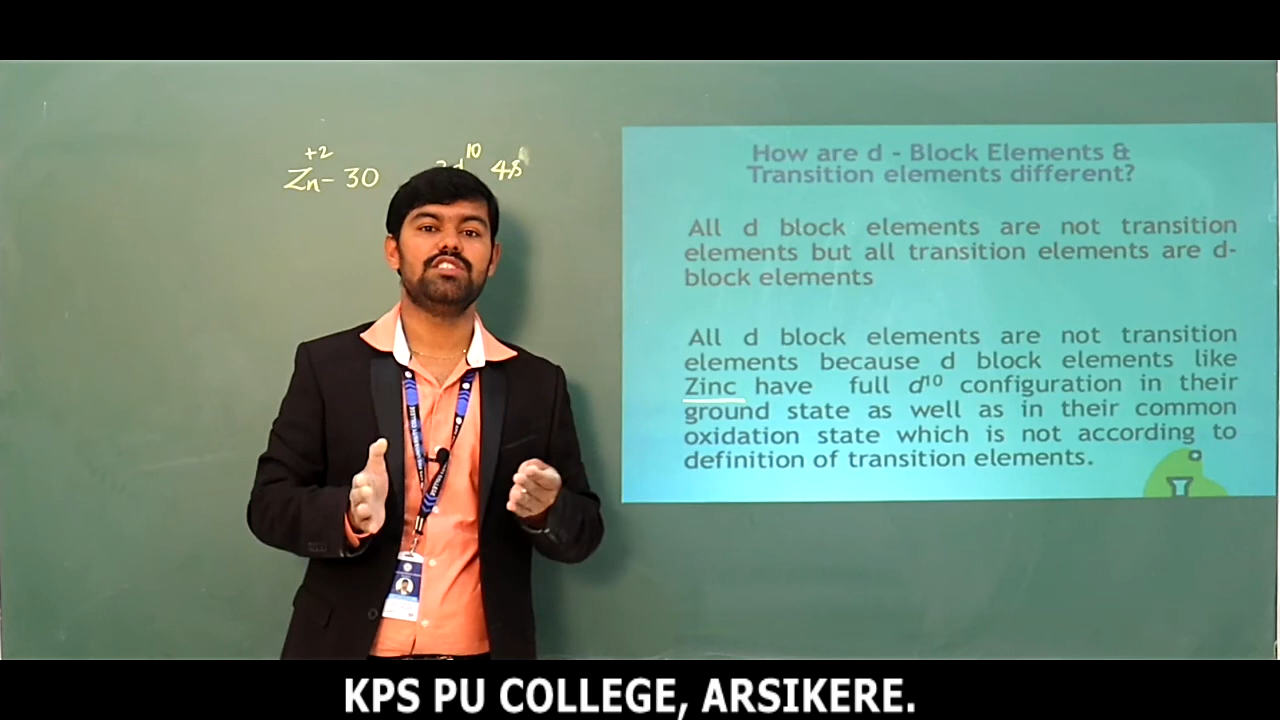 +2
Zn- 30 3d10 4s
How are d - Block Elements &
Transition elements different?
All d block elements are not transition
elements but all transition elements are d-
block elements
All d block elements are not transition
elements because d block elements like
Zinc have full d¹⁰ configuration in their
ground state as well as in their common
oxidation state which is not according to
definition of transition elements.
KPS PU COLLEGE, ARSIKERE.